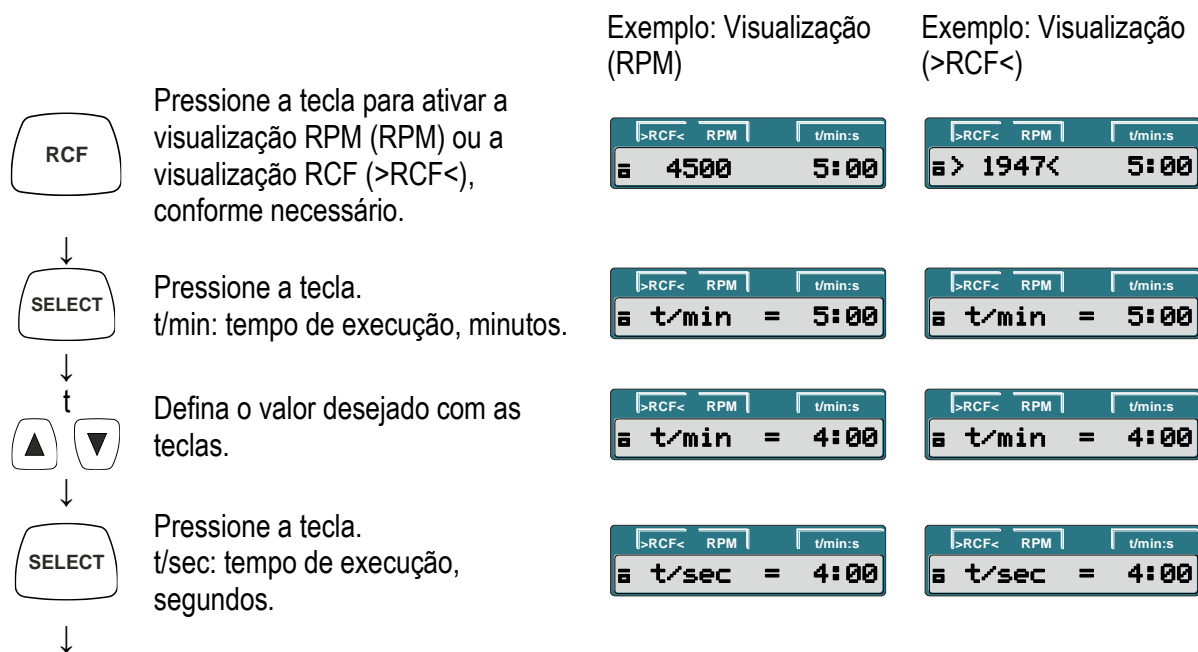 Exemplo: Visualização
(RPM)
Exemplo: Visualização
(>RCF<)
RCF
Pressione a tecla para ativar a
visualização RPM (RPM) ou a
visualização RCF (>RCF<),
conforme necessário.
>RCF< RPM t/min:s
4500 5:00
>RCF< RPM t/min:s
> 1947< 5:00
↓
SELECT
Pressione a tecla.
t/min: tempo de execução, minutos.
>RCF< RPM t/min:s
t/min = 5:00
>RCF< RPM t/min:s
t/min = 5:00
↓
t
▲ ▼
Defina o valor desejado com as
teclas.
>RCF< RPM t/min:s
t/min = 4:00
>RCF< RPM t/min:s
t/min = 4:00
↓
SELECT
Pressione a tecla.
t/sec: tempo de execução,
segundos.
>RCF< RPM t/min:s
t/sec = 4:00
>RCF< RPM t/min:s
t/sec = 4:00
↓